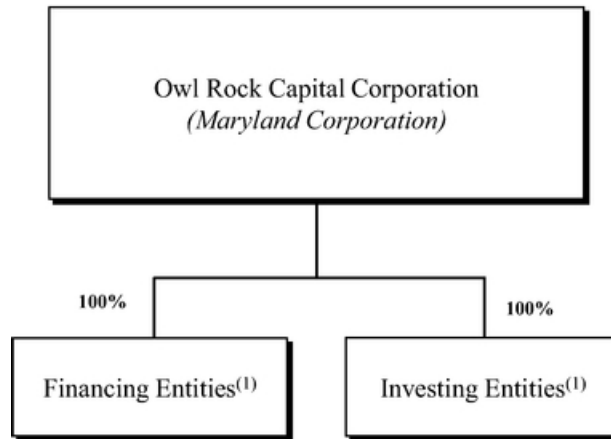 Owl Rock Capital Corporation
(Maryland Corporation)
100%
100%
Financing Entities(1)
Investing Entities(1)